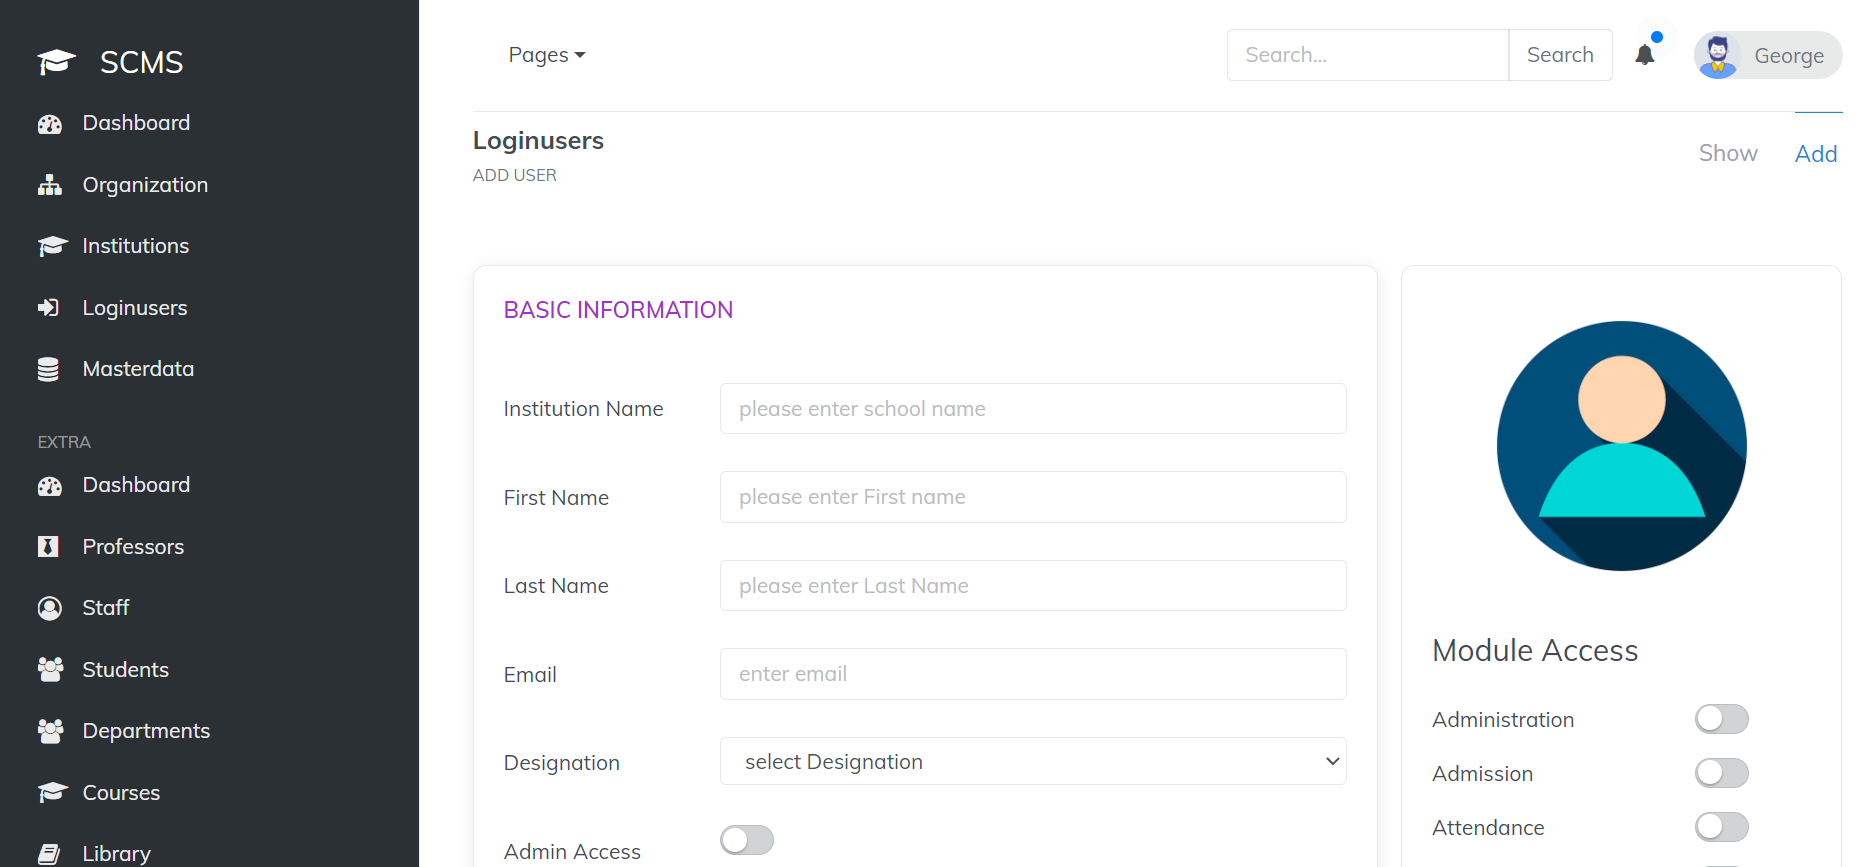 SCMS
Dashboard
Organization
Institutions
Loginusers
Masterdata
EXTRA
Dashboard
Professors
Staff
Students
Departments
Courses
Library
Pages
Search...
Search
George
Loginusers
ADD USER
Show
Add
BASIC INFORMATION
Institution Name
please enter school name
First Name
please enter First name
Last Name
please enter Last Name
Email
enter email
Designation
select Designation
Admin Access
Module Access
Administration
Admission
Attendance